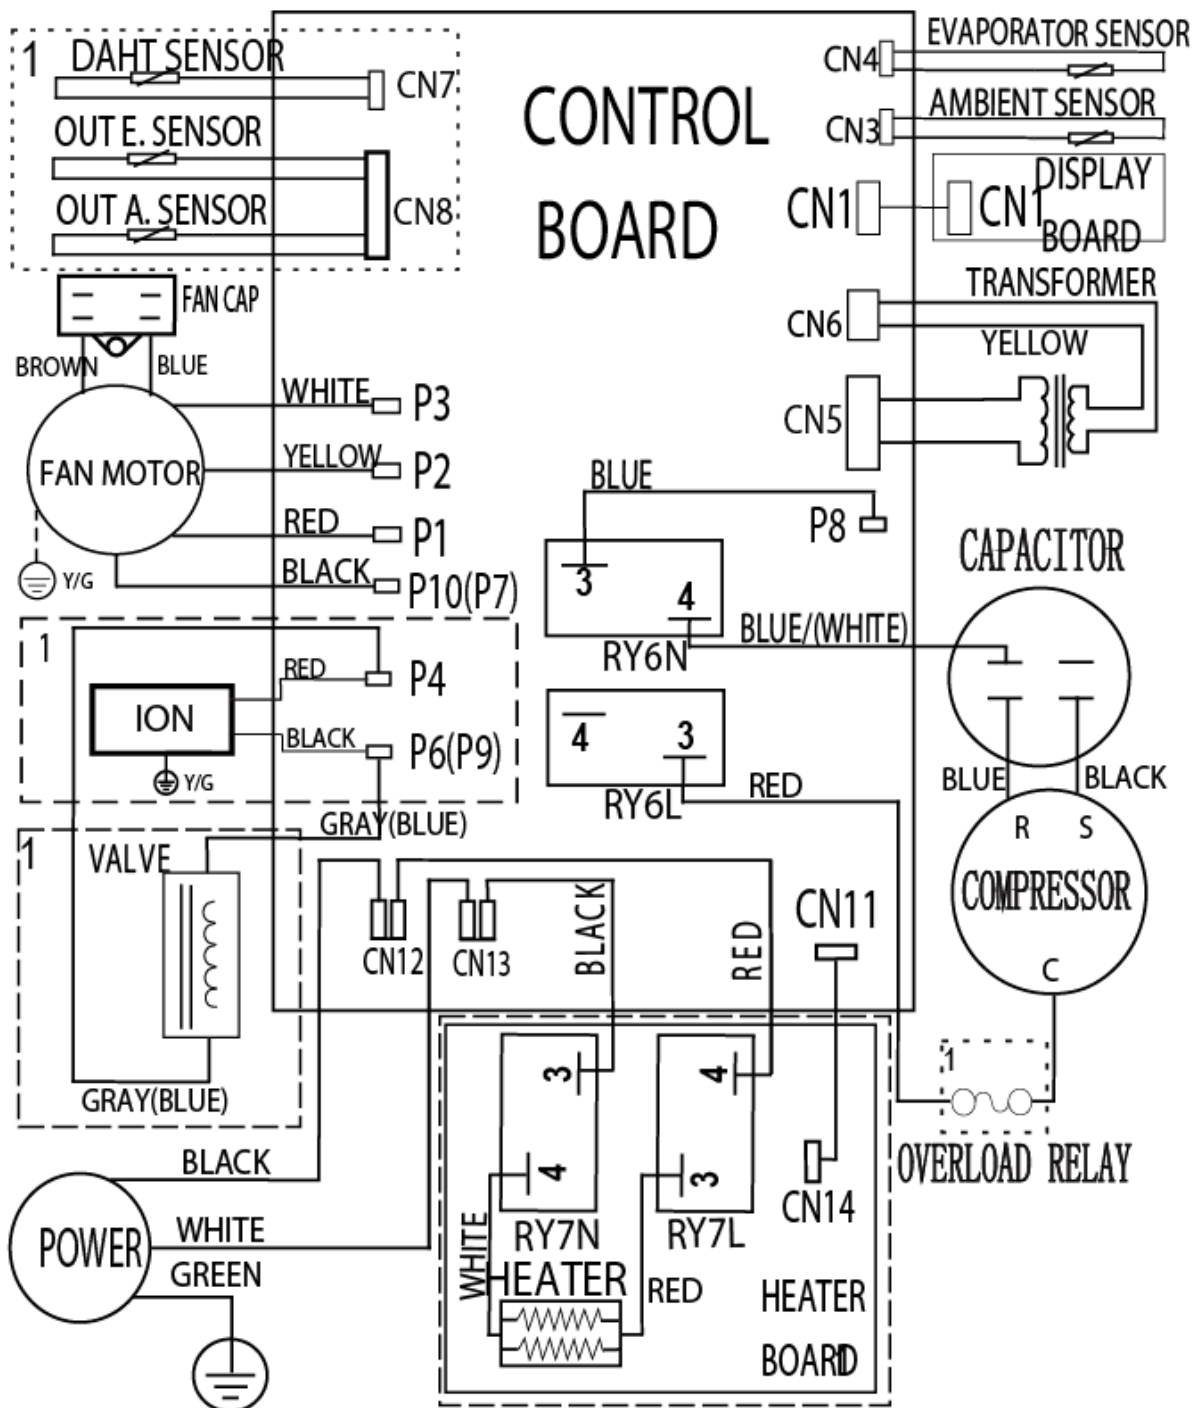 1
DAHT SENSOR
CN7
OUT E. SENSOR
OUT A. SENSOR
CN8
CONTROL
BOARD
CN4
EVAPORATOR SENSOR
CN3
AMBIENT SENSOR
CN1
CN1
DISPLAY
BOARD
FAN CAP
BROWN
BLUE
FAN MOTOR
Y/G
WHITE
P3
YELLOW
P2
RED
P1
BLACK
P10(P7)
CN6
TRANSFORMER
YELLOW
CN5
BLUE
P8
3
4
RY6N
BLUE/(WHITE)
CAPACITOR
4
3
RY6L
RED
BLUE
BLACK
R S
COMPRESSOR
C
1
OVERLOAD RELAY
1
RED
P4
ION
BLACK
P6(P9)
Y/G
GRAY(BLUE)
1
VALVE
GRAY(BLUE)
CN12
CN13
BLACK
RED
CN11
3
4
RY7N
4
3
RY7L
CN14
WHITE
HEATER
RED
HEATER
BOARD
1
POWER
BLACK
WHITE
GREEN